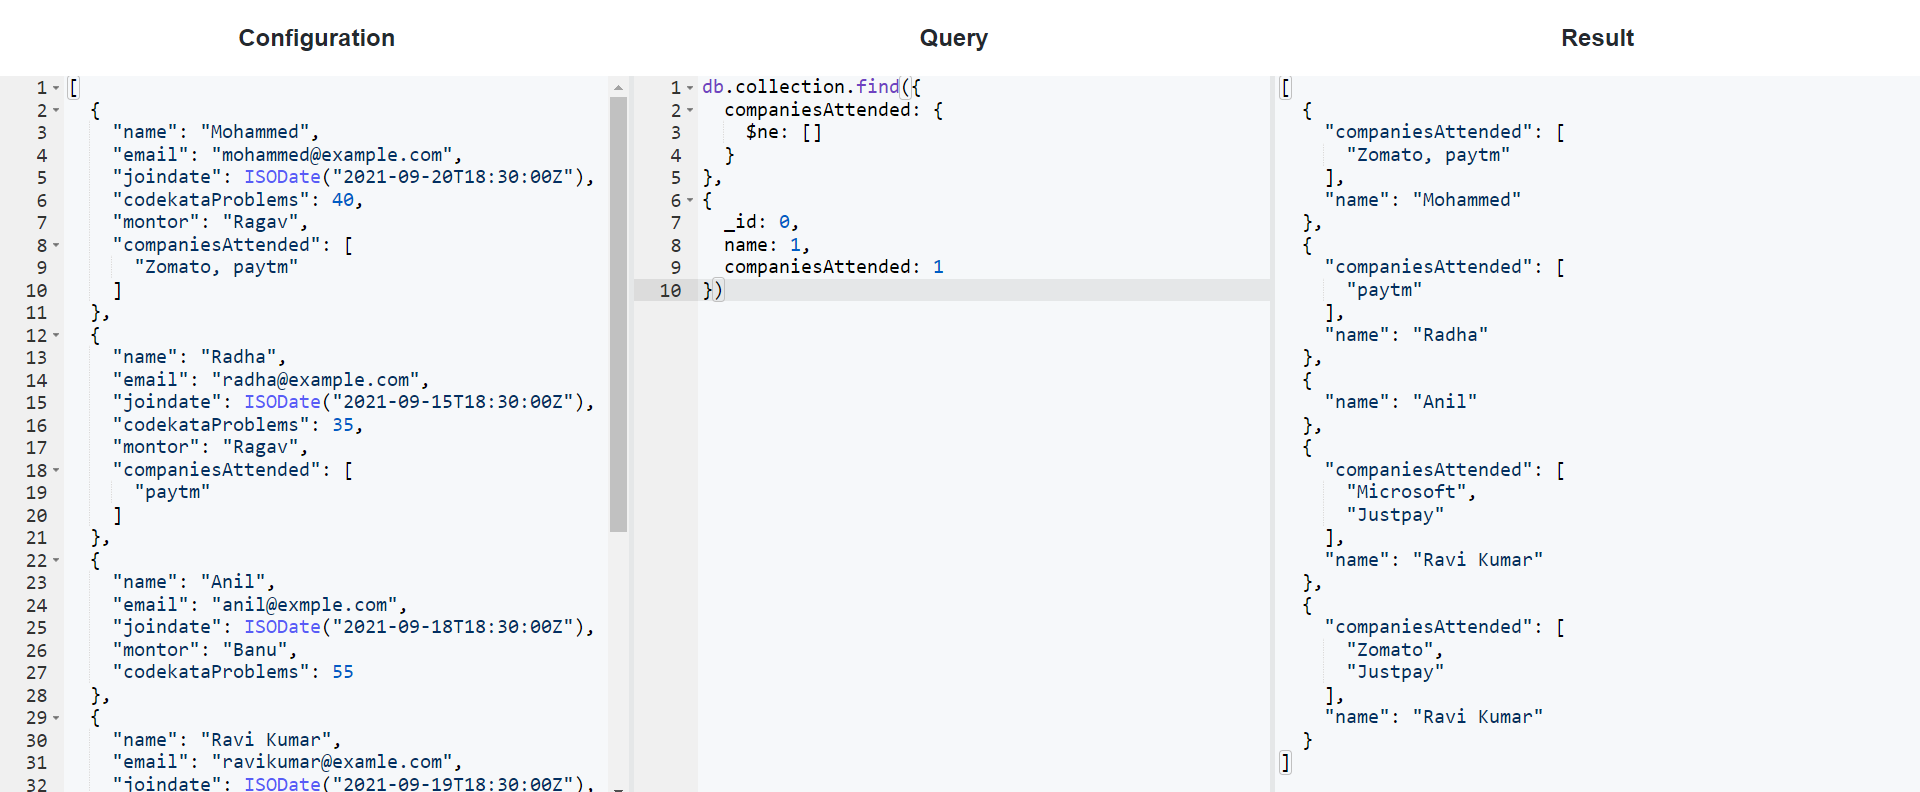 Configuration
Query
Result
1 [
2 {
3 "name": "Mohammed",
4 "email": "mohammed@example.com",
5 "joindate": ISODate("2021-09-20T18:30:00Z"),
6 "codekataProblems": 40,
7 "montor": "Ragav",
8 "companiesAttended": [
9 "Zomato, paytm"
10 ]
11 },
12 {
13 "name": "Radha",
14 "email": "radha@example.com",
15 "joindate": ISODate("2021-09-15T18:30:00Z"),
16 "codekataProblems": 35,
17 "montor": "Ragav",
18 "companiesAttended": [
19 "paytm"
20 ]
21 },
22 {
23 "name": "Anil",
24 "email": "anil@exmple.com",
25 "joindate": ISODate("2021-09-18T18:30:00Z"),
26 "montor": "Banu",
27 "codekataProblems": 55
28 },
29 {
30 "name": "Ravi Kumar",
31 "email": "ravikumar@examle.com",
32 "joindate": ISODate("2021-09-19T18:30:00Z"),
1 db.collection.find({
2 companiesAttended: {
3 $ne: []
4 }
5 },
6 {
7 _id: 0,
8 name: 1,
9 companiesAttended: 1
10 })
[
{
"companiesAttended": [
"Zomato, paytm"
],
"name": "Mohammed"
},
{
"companiesAttended": [
"paytm"
],
"name": "Radha"
},
{
"name": "Anil"
},
{
"companiesAttended": [
"Microsoft",
"Justpay"
],
"name": "Ravi Kumar"
},
{
"companiesAttended": [
"Zomato",
"Justpay"
],
"name": "Ravi Kumar"
}
]